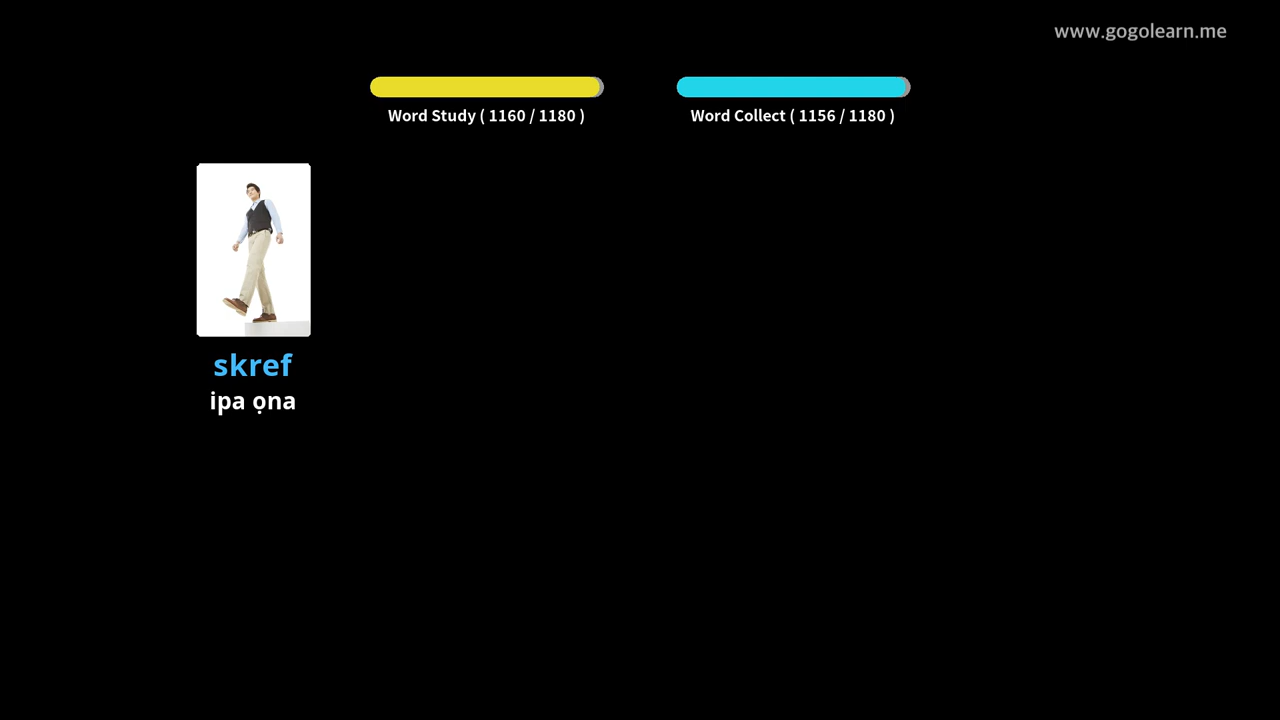 www.gogolearn.me
Word Study ( 1160 / 1180 )
Word Collect ( 1156 / 1180 )
skref
ipa ọna